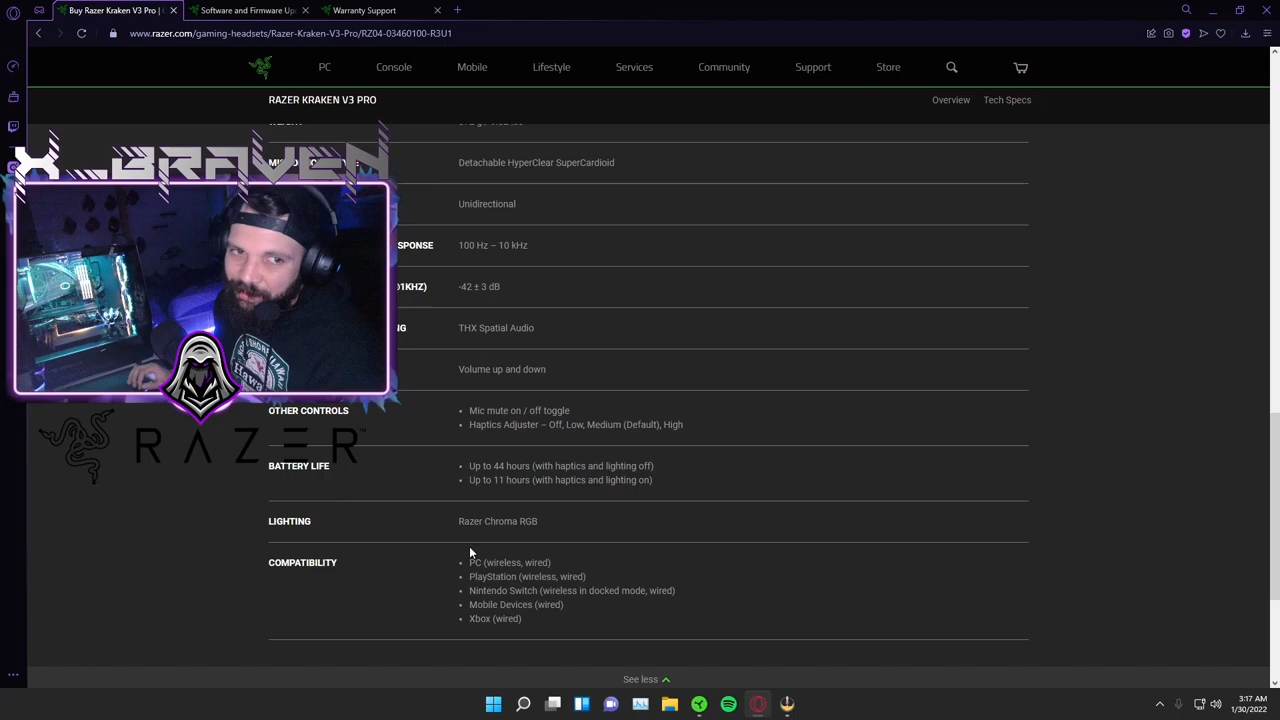 Buy Razer Kraken V3 Pro |
Software and Firmware Up
Warranty Support
www.razer.com/gaming-headsets/Razer-Kraken-V3-Pro/RZ04-03460100-R3U1
PC Console Mobile Lifestyle Services Community Support Store
RAZER KRAKEN V3 PRO
Overview Tech Specs
X_BRAVEN
Detachable HyperClear SuperCardioid
Unidirectional
SPONSE 100 Hz – 10 kHz
@1KHZ) -42 ± 3 dB
NG THX Spatial Audio
Volume up and down
OTHER CONTROLS
• Mic mute on / off toggle
• Haptics Adjuster – Off, Low, Medium (Default), High
RAZER
BATTERY LIFE
• Up to 44 hours (with haptics and lighting off)
• Up to 11 hours (with haptics and lighting on)
LIGHTING Razer Chroma RGB
COMPATIBILITY
• PC (wireless, wired)
• PlayStation (wireless, wired)
• Nintendo Switch (wireless in docked mode, wired)
• Mobile Devices (wired)
• Xbox (wired)
See less
3:17 AM
1/30/2022